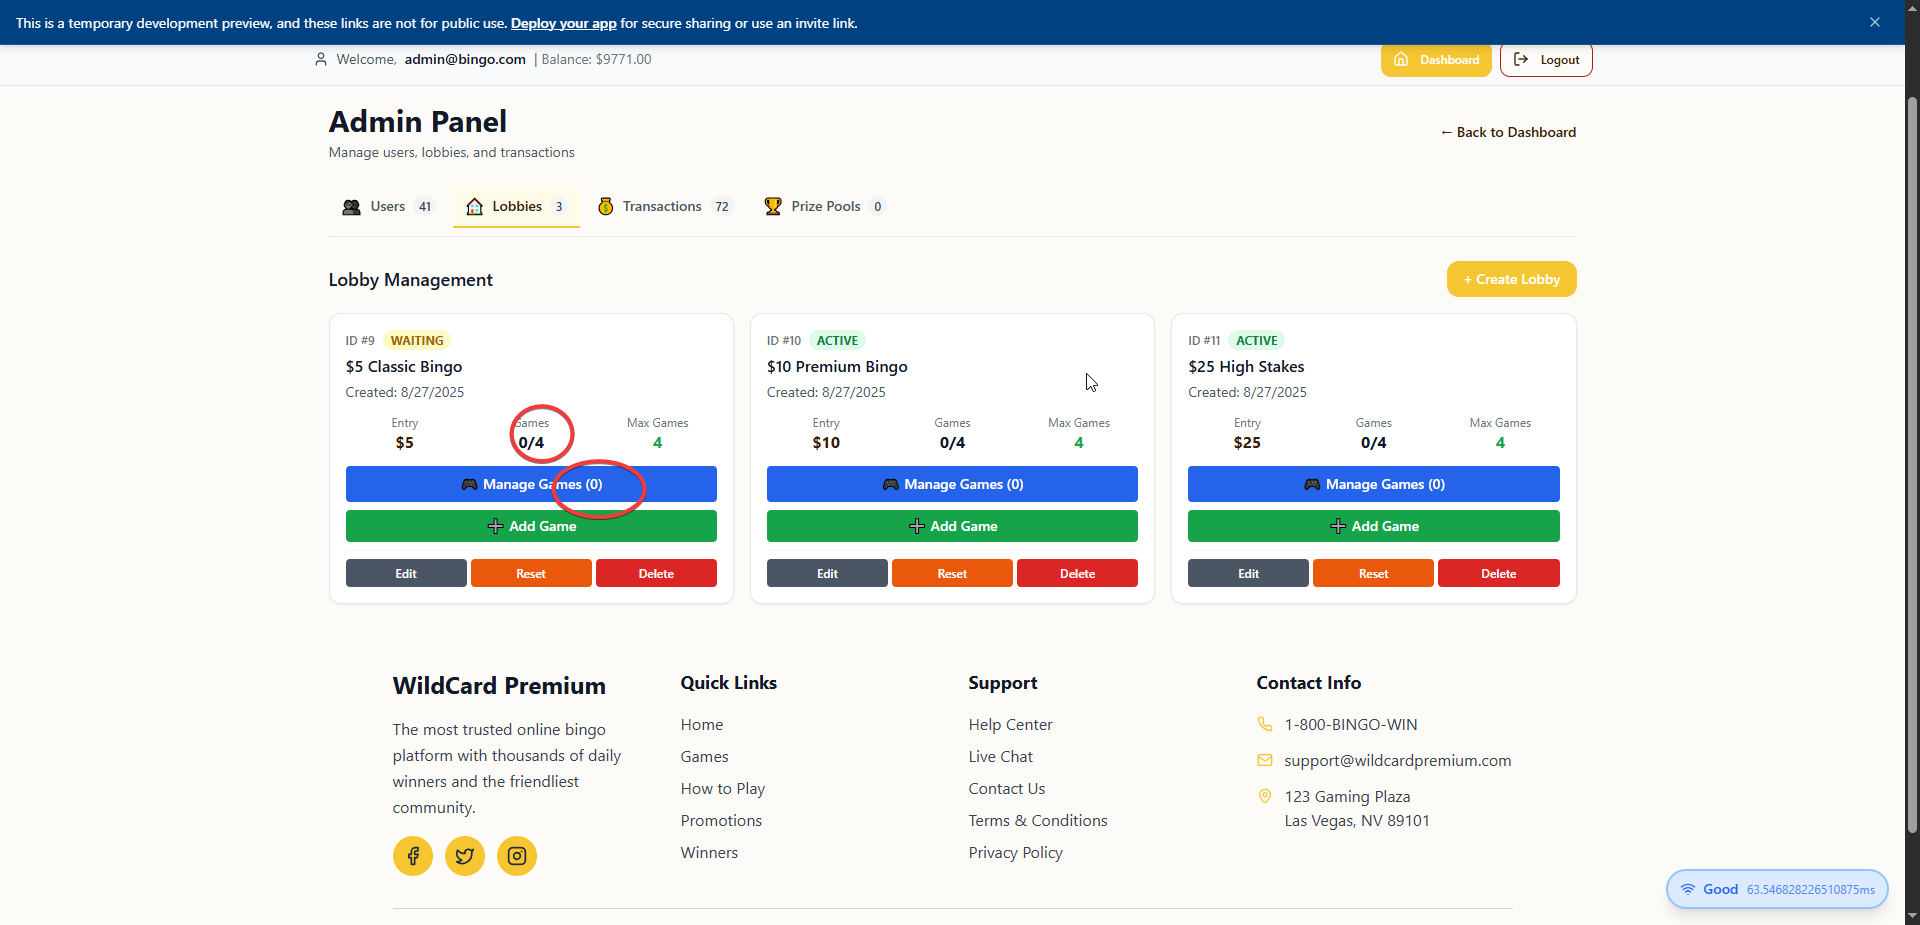 This is a temporary development preview, and these links are not for public use. Deploy your app for secure sharing or use an invite link.
Welcome, admin@bingo.com | Balance: $9771.00
Dashboard
Logout
Admin Panel
Manage users, lobbies, and transactions
← Back to Dashboard
Users 41
Lobbies 3
Transactions 72
Prize Pools 0
Lobby Management
+ Create Lobby
ID #9 WAITING
$5 Classic Bingo
Created: 8/27/2025
Entry Games Max Games
$5 0/4 4
Manage Games (0)
Add Game
Edit Reset Delete
ID #10 ACTIVE
$10 Premium Bingo
Created: 8/27/2025
Entry Games Max Games
$10 0/4 4
Manage Games (0)
Add Game
Edit Reset Delete
ID #11 ACTIVE
$25 High Stakes
Created: 8/27/2025
Entry Games Max Games
$25 0/4 4
Manage Games (0)
Add Game
Edit Reset Delete
WildCard Premium
The most trusted online bingo
platform with thousands of daily
winners and the friendliest
community.
Quick Links
Home
Games
How to Play
Promotions
Winners
Support
Help Center
Live Chat
Contact Us
Terms & Conditions
Privacy Policy
Contact Info
1-800-BINGO-WIN
support@wildcardpremium.com
123 Gaming Plaza
Las Vegas, NV 89101
Good 63.546828226510875ms